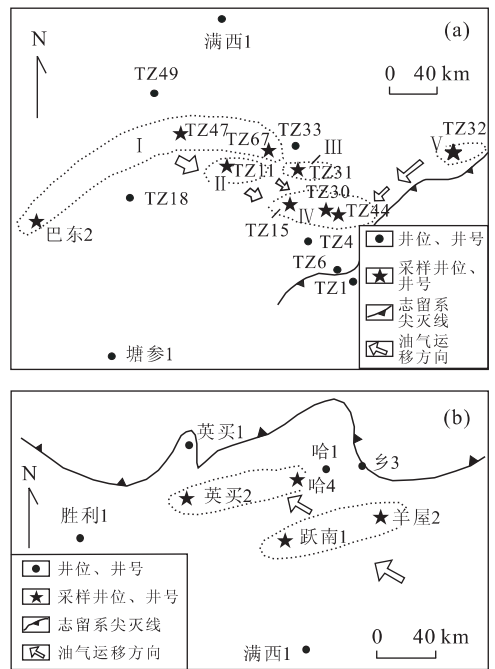 (a)
满西1
N
0 40 km
TZ49
TZ47
TZ67
TZ33
TZ32
I
III
V
TZ11
TZ31
II
TZ30
TZ18
IV
TZ44
TZ15
巴东2
TZ4
TZ6
TZ1
塘参1
井位、井号
采样井位、
井号
志留系
尖灭线
油气运
移方向
(b)
英买1
哈1
乡3
N
哈4
英买2
胜利1
羊屋2
跃南1
井位、井号
采样井位、井号
志留系尖灭线
油气运移方向
满西1
0 40 km